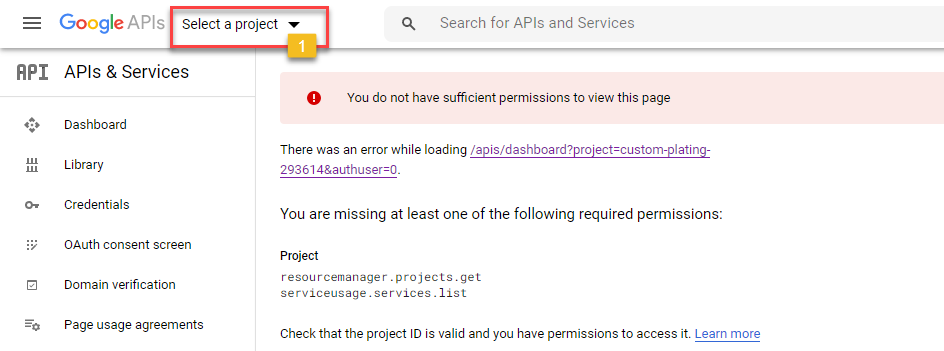 Google APIs
Select a project
1
Search for APIs and Services
API
APIs & Services
Dashboard
Library
Credentials
OAuth consent screen
Domain verification
Page usage agreements
You do not have sufficient permissions to view this page
There was an error while loading /apis/dashboard?project=custom-plating-
293614&authuser=0.
You are missing at least one of the following required permissions:
Project
resourcemanager.projects.get
serviceusage.services.list
Check that the project ID is valid and you have permissions to access it. Learn more